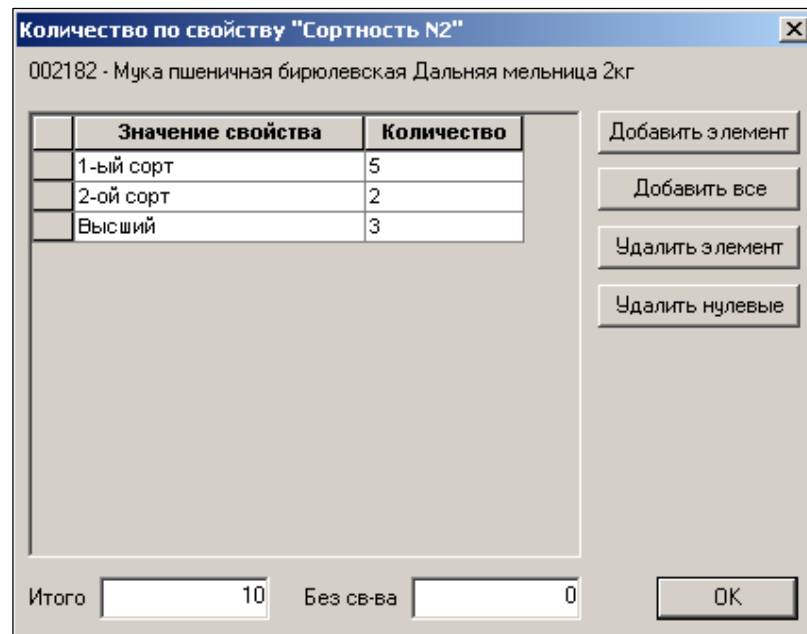 Количество по свойству "Сортность N2"
002182 - Мука пшеничная бирюлевская Дальняя мельница 2кг
Значение свойства Количество
1-ый сорт 5
2-ой сорт 2
Высший 3
Добавить элемент
Добавить все
Удалить элемент
Удалить нулевые
Итого 10 Без св-ва 0 OK